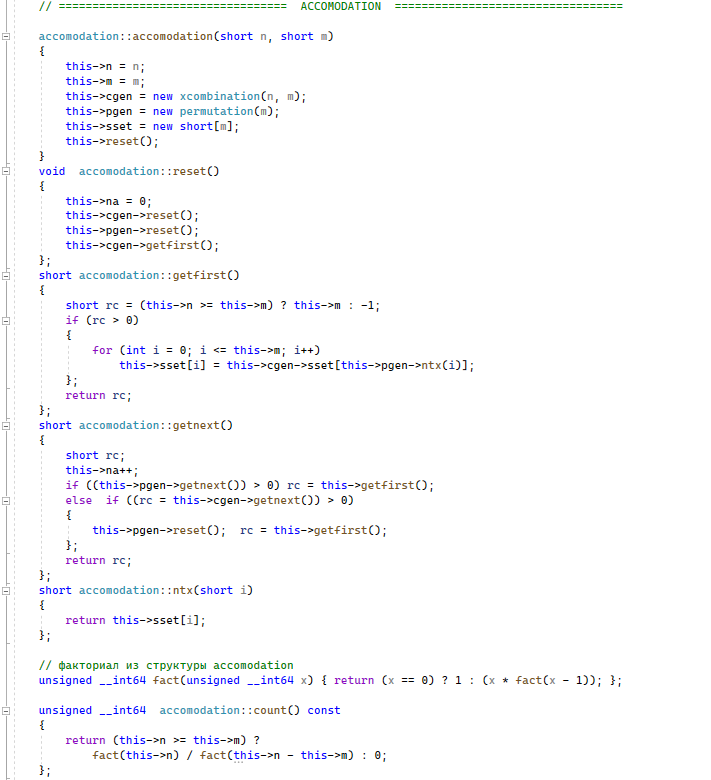 // ================================== ACCOMODATION ==================================
accomodation::accomodation(short n, short m)
{
this->n = n;
this->m = m;
this->cgen = new xcombination(n, m);
this->pgen = new permutation(m);
this->sset = new short[m];
this->reset();
}
void  accomodation::reset()
{
this->na = 0;
this->cgen->reset();
this->pgen->reset();
this->cgen->getfirst();
};
short accomodation::getfirst()
{
short rc = (this->n >= this->m) ? this->m : -1;
if (rc > 0)
{
for (int i = 0; i <= this->m; i++)
this->sset[i] = this->cgen->sset[this->pgen->ntx(i)];
};
return rc;
};
short accomodation::getnext()
{
short rc;
this->na++;
if ((this->pgen->getnext()) > 0) rc = this->getfirst();
else  if ((rc = this->cgen->getnext()) > 0)
{
this->pgen->reset();  rc = this->getfirst();
};
return rc;
};
short accomodation::ntx(short i)
{
return this->sset[i];
};
// факториал из структуры accomodation
unsigned __int64 fact(unsigned __int64 x) { return (x == 0) ? 1 : (x * fact(x - 1)); };
unsigned __int64  accomodation::count() const
{
return (this->n >= this->m) ?
fact(this->n) / fact(this->n - this->m) : 0;
};